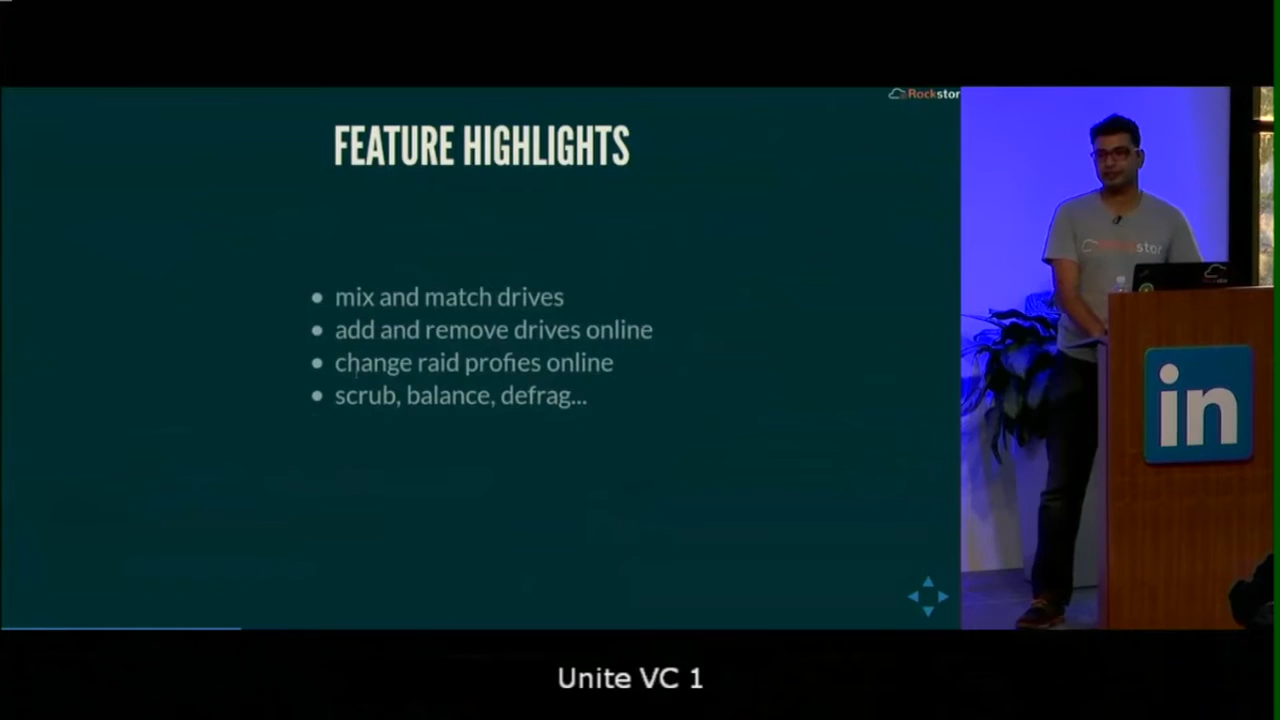 Rockstor
FEATURE HIGHLIGHTS
mix and match drives
add and remove drives online
change raid profies online
scrub, balance, defrag...
stor
in
Unite VC 1